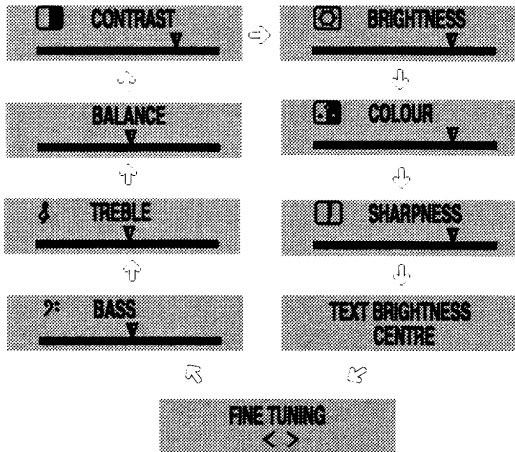 CONTRAST
BRIGHTNESS
BALANCE
COLOUR
TREBLE
SHARPNESS
BASS
TEXT BRIGHTNESS
CENTRE
FINE TUNING
< >